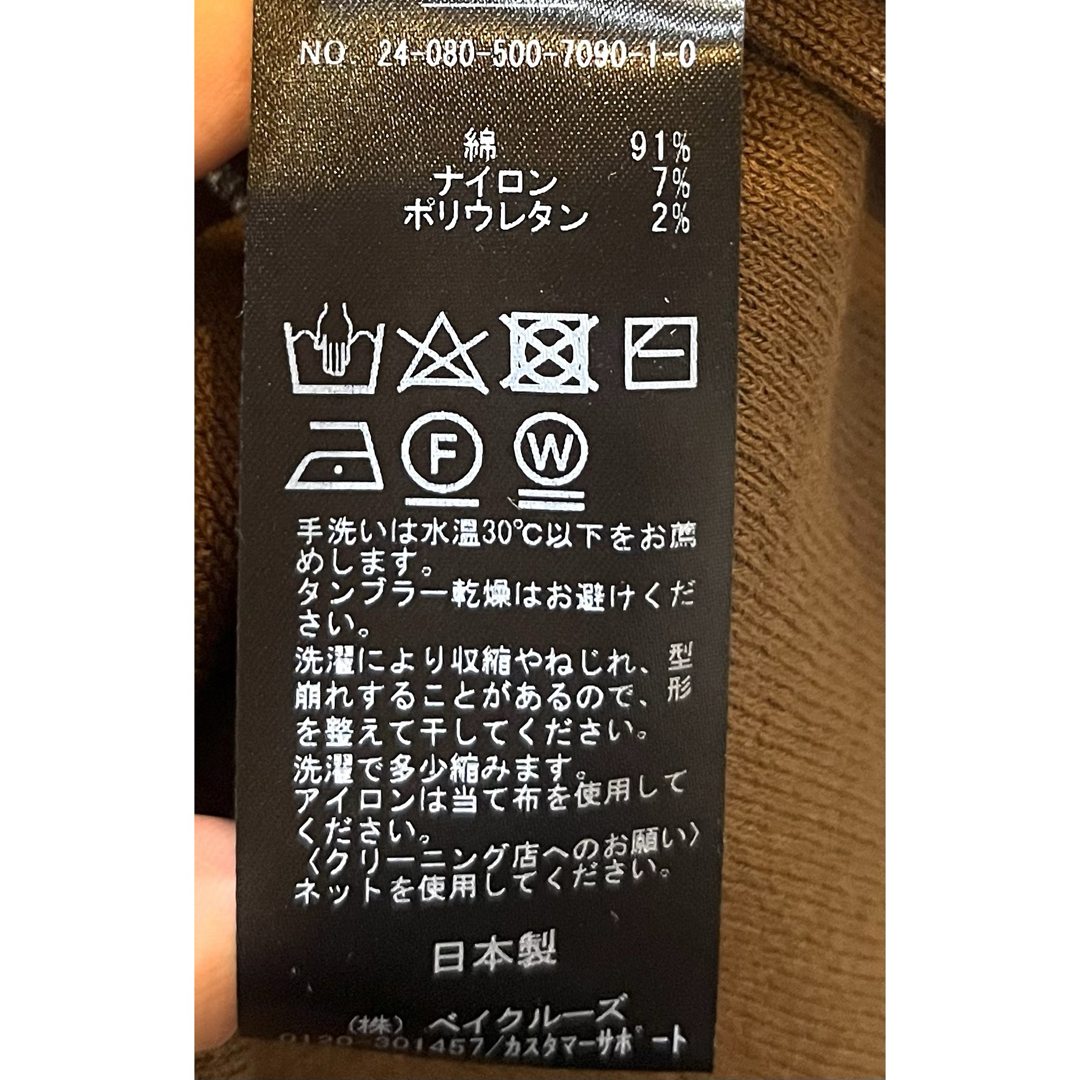 NO. 24-080-500-7090-1-0
綿 91%
ナイロン 7%
ポリウレタン 2%
F W
手洗いは水温30℃以下をお薦
めします。
タンブラー乾燥はお避けくだ
さい。
洗濯により収縮やねじれ、型
崩れすることがあるので、形
を整えて干してください。
洗濯で多少縮みます。
アイロンは当て布を使用して
ください。
〈クリーニング店へのお願い〉
ネットを使用してください。
日本製
(株) ベイクルーズ
0120-301457/カスタマーサポート